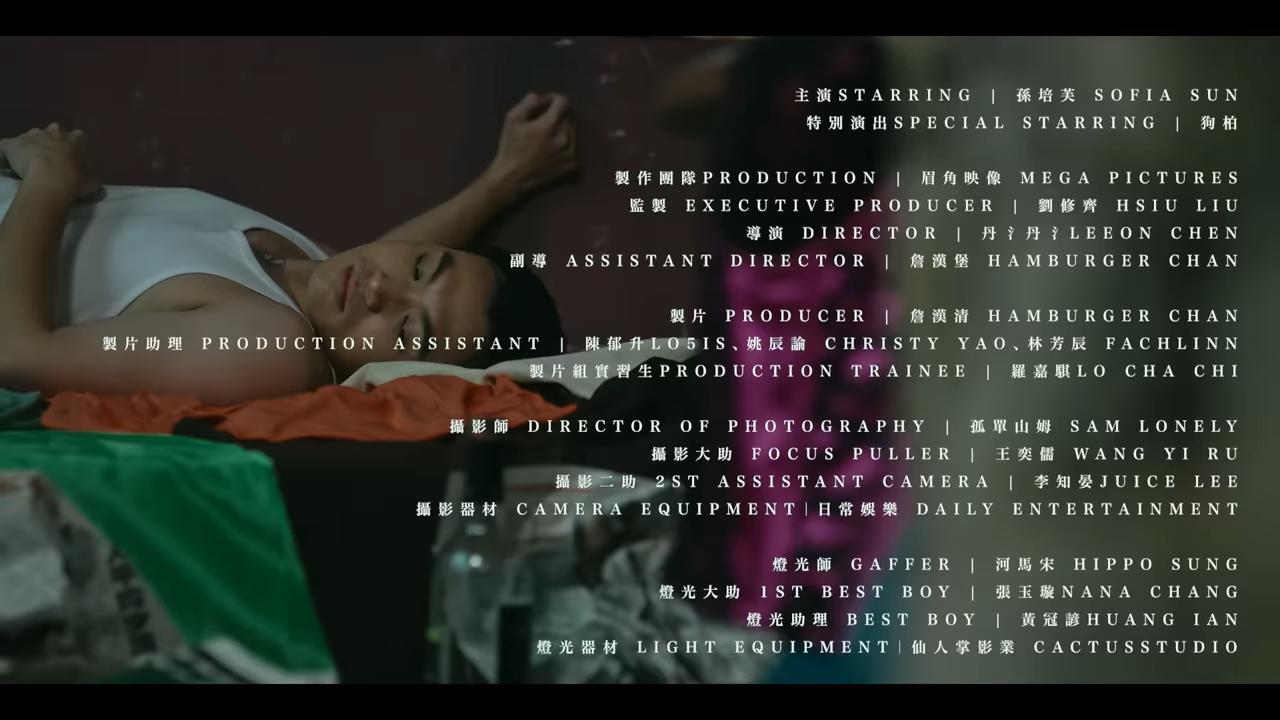 主演STARRING | 孫培芙 SOFIA SUN
特別演出SPECIAL STARRING | 狗柏
製作團隊PRODUCTION | 眉角映像 MEGA PICTURES
監製 EXECUTIVE PRODUCER | 劉修齊 HSIU LIU
導演 DIRECTOR | 丹氵丹氵LEEON CHEN
副導 ASSISTANT DIRECTOR | 詹漢堡 HAMBURGER CHAN
製片 PRODUCER | 詹漢清 HAMBURGER CHAN
製片助理 PRODUCTION ASSISTANT | 陳郁升LO5IS、姚辰諭 CHRISTY YAO、林芳辰 FACHLINN
製片組實習生PRODUCTION TRAINEE | 羅嘉騏LO CHA CHI
攝影師 DIRECTOR OF PHOTOGRAPHY | 孤單山姆 SAM LONELY
攝影大助 FOCUS PULLER | 王奕儒 WANG YI RU
攝影二助 2ST ASSISTANT CAMERA | 李知晏JUICE LEE
攝影器材 CAMERA EQUIPMENT|日常娛樂 DAILY ENTERTAINMENT
燈光師 GAFFER | 河馬宋 HIPPO SUNG
燈光大助 1ST BEST BOY | 張玉璇NANA CHANG
燈光助理 BEST BOY | 黃冠諺HUANG IAN
燈光器材 LIGHT EQUIPMENT|仙人掌影業 CACTUSSTUDIO